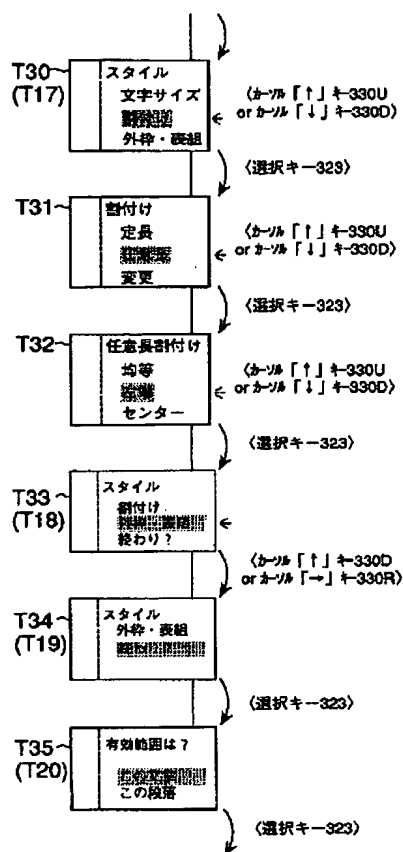 T30
(T17)
スタイル
文字サイズ
外枠・表組
〈カーソル「↑」キー330U
or カーソル「↓」キー330D〉
〈選択キー323〉
T31
割付け
定長
変更
〈カーソル「↑」キー330U
or カーソル「↓」キー330D〉
〈選択キー323〉
T32
任意長割付け
均等
センター
〈カーソル「↑」キー330U
or カーソル「↓」キー330D〉
〈選択キー323〉
T33
(T18)
スタイル
割付け
終わり?
〈カーソル「↑」キー330D
or カーソル「→」キー330R〉
T34
(T19)
スタイル
外枠・表組
〈選択キー323〉
T35
(T20)
有効範囲は?
この段落
〈選択キー323〉